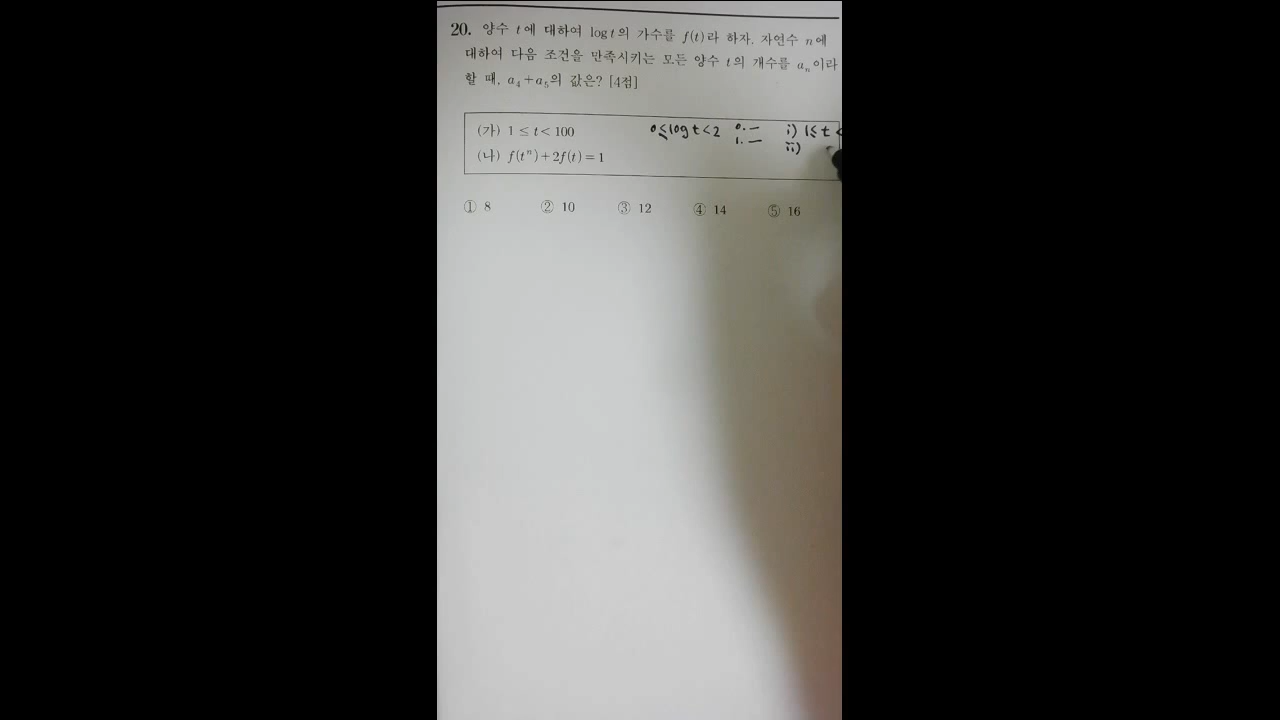 20. 양수 t에 대하여 log t의 가수를 f(t)라 하자. 자연수 n에
대하여 다음 조건을 만족시키는 모든 양수 t의 개수를 aₙ이라
할 때, a₄+a₅의 값은? [4점]
(가) 1 ≤ t < 100
0≤log t<2 0.— i) 1≤ t <
1.— ii)
(나) f(tⁿ)+2f(t)=1
① 8 ② 10 ③ 12 ④ 14 ⑤ 16